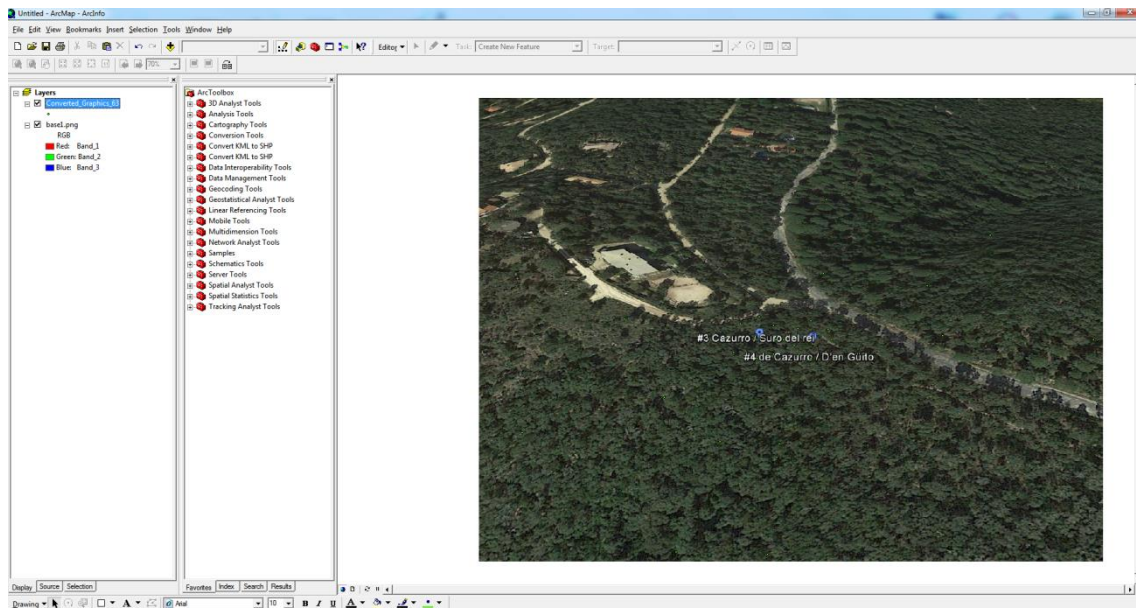 Untitled - ArcMap - ArcInfo
File Edit View Bookmarks Insert Selection Tools Window Help
Editor Task: Create New Feature Target:
70%
Layers
Converted_Graphics_63
base1.png
RGB
Red: Band_1
Green: Band_2
Blue: Band_3
ArcToolbox
3D Analyst Tools
Analysis Tools
Cartography Tools
Conversion Tools
Convert KML to SHP
Convert KML to SHP
Data Interoperability Tools
Data Management Tools
Geocoding Tools
Geostatistical Analyst Tools
Linear Referencing Tools
Mobile Tools
Multidimension Tools
Network Analyst Tools
Samples
Schematics Tools
Server Tools
Spatial Analyst Tools
Spatial Statistics Tools
Tracking Analyst Tools
#3 Cazurro / Suro del rei
#4 de Cazurro / D'en Güito
Display Source Selection
Favorites Index Search Results
Drawing A Arial 10 B I U A